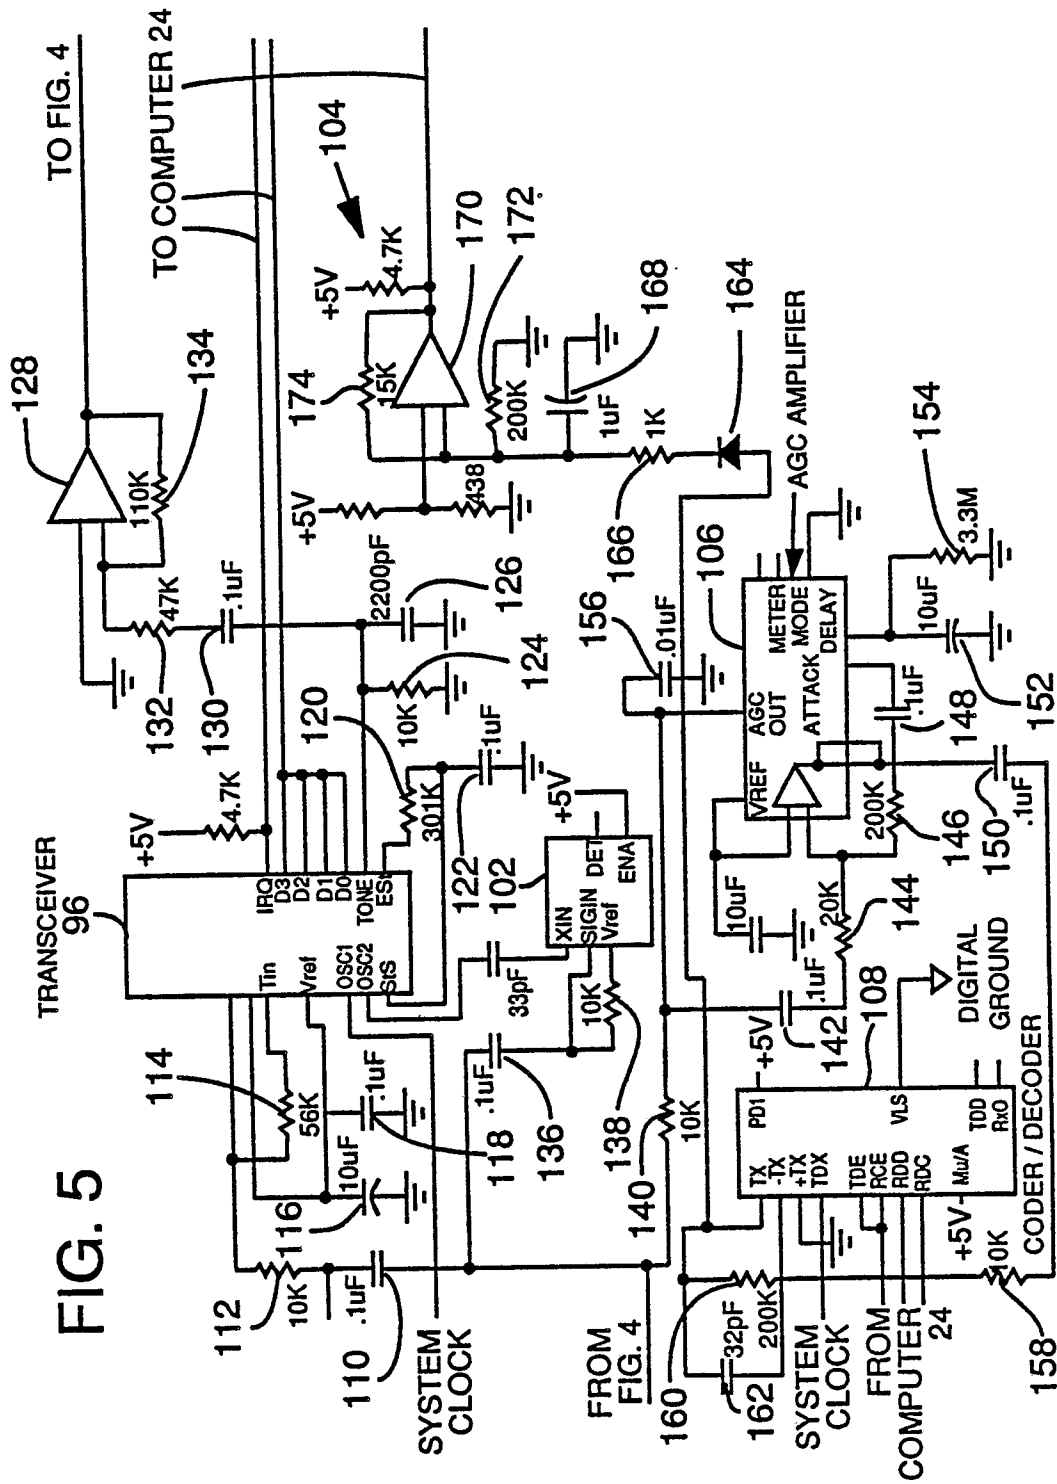 FIG. 5
TRANSCEIVER
96
114
112
10K
110
.1uF
116
10uF
56K
118
.1uF
Tin
Vref
OSC1
OSC2
StS
IRQ
D3
D2
D1
D0
TONE
ESt
+5V
4.7K
132
47K
130
.1uF
128
110K
134
TO FIG. 4
TO COMPUTER 24
120
301K
10K
124
2200pF
126
122
.1uF
102
33pF
XIN
SIGIN
Vref
DET
ENA
+5V
136
.1uF
138
10K
SYSTEM
CLOCK
+5V
438
174
15K
+5V
4.7K
104
170
172
200K
168
1uF
1K
166
164
FROM
FIG. 4
140
10K
156
.01uF
106
AGC AMPLIFIER
VREF
AGC
OUT
METER
MODE
ATTACK
DELAY
10uF
20K
144
.1uF
142
200K
146
.1uF
148
150
.1uF
10uF
152
3.3M
154
+5V
108
PD1
VLS
TDD
RxO
TX
-TX
+TX
TDX
TDE
RCE
RDD
RDC
Mu/A
+5V
DIGITAL
GROUND
CODER / DECODER
160
200K
32pF
162
SYSTEM
CLOCK
FROM
COMPUTER
24
10K
158